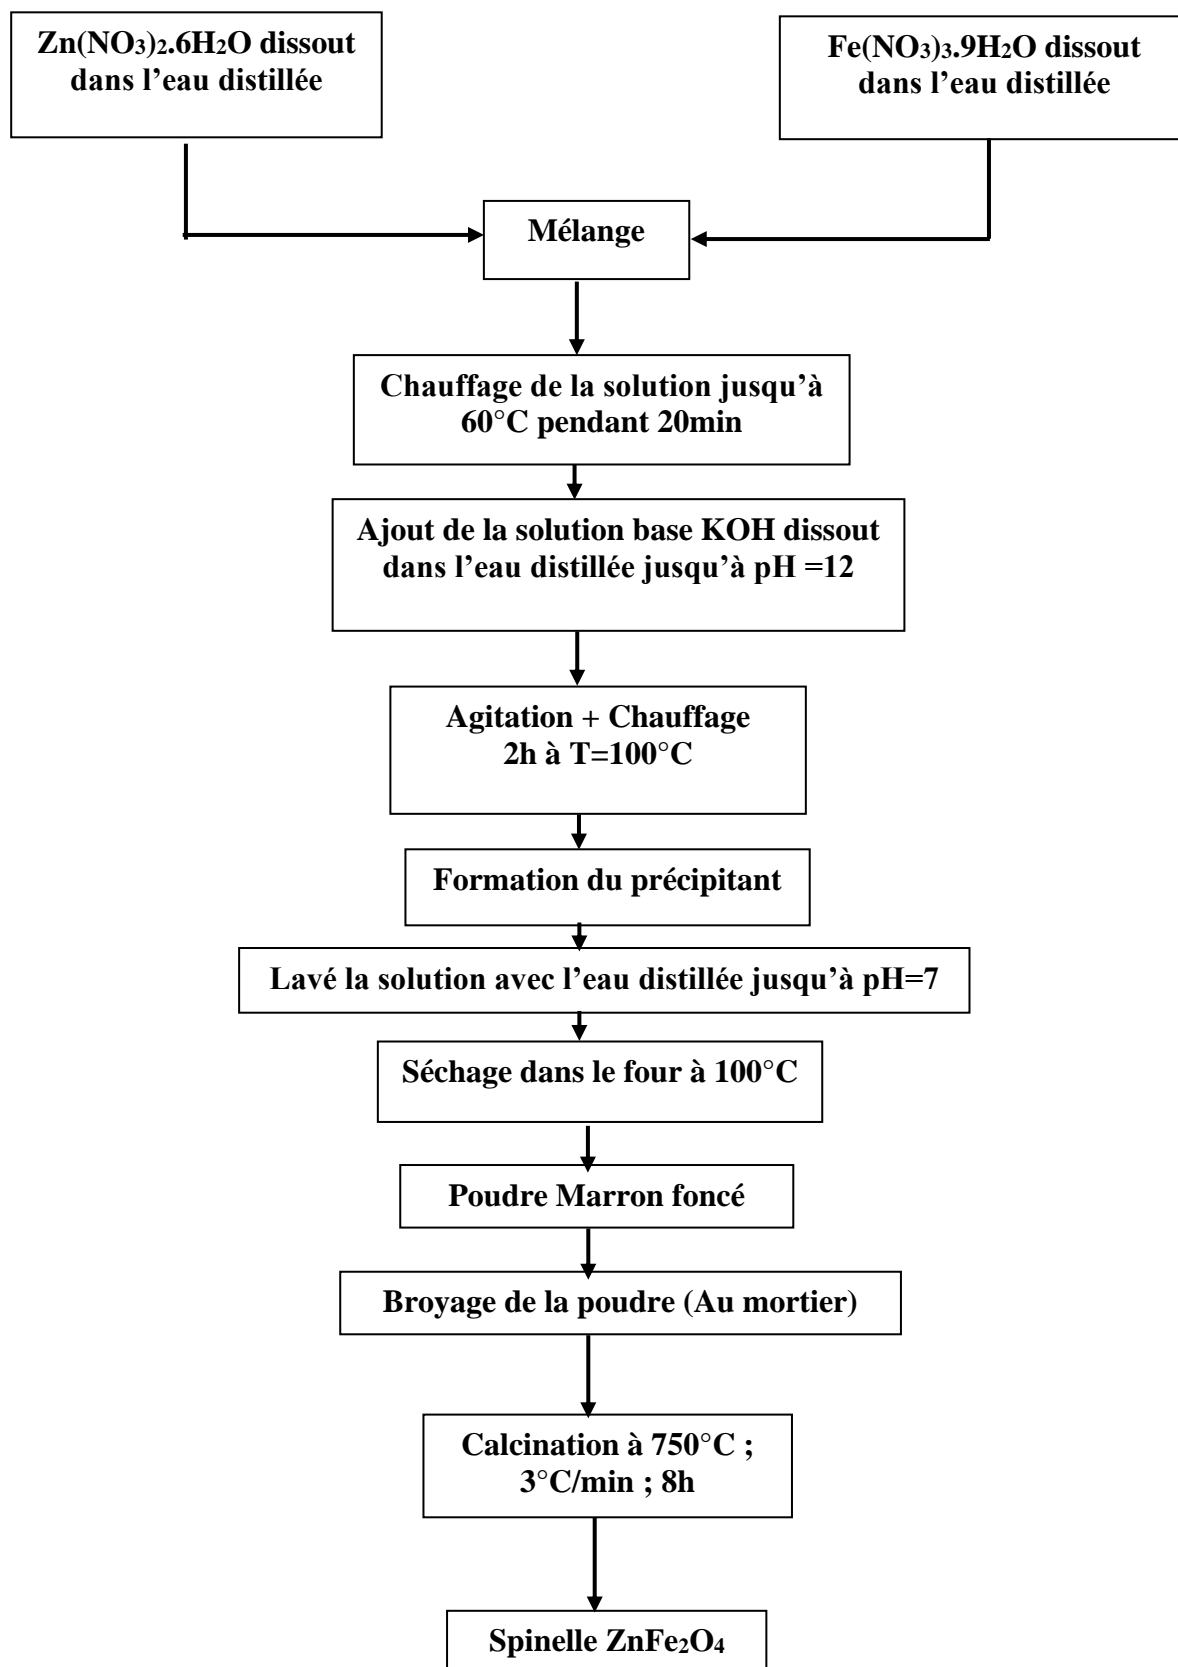 Zn(NO₃)₂.6H₂O dissout
dans l’eau distillée
Fe(NO₃)₃.9H₂O dissout
dans l’eau distillée
Mélange
Chauffage de la solution jusqu’à
60°C pendant 20min
Ajout de la solution base KOH dissout
dans l’eau distillée jusqu’à pH =12
Agitation + Chauffage
2h à T=100°C
Formation du précipitant
Lavé la solution avec l’eau distillée jusqu’à pH=7
Séchage dans le four à 100°C
Poudre Marron foncé
Broyage de la poudre (Au mortier)
Calcination à 750°C ;
3°C/min ; 8h
Spinelle ZnFe₂O₄